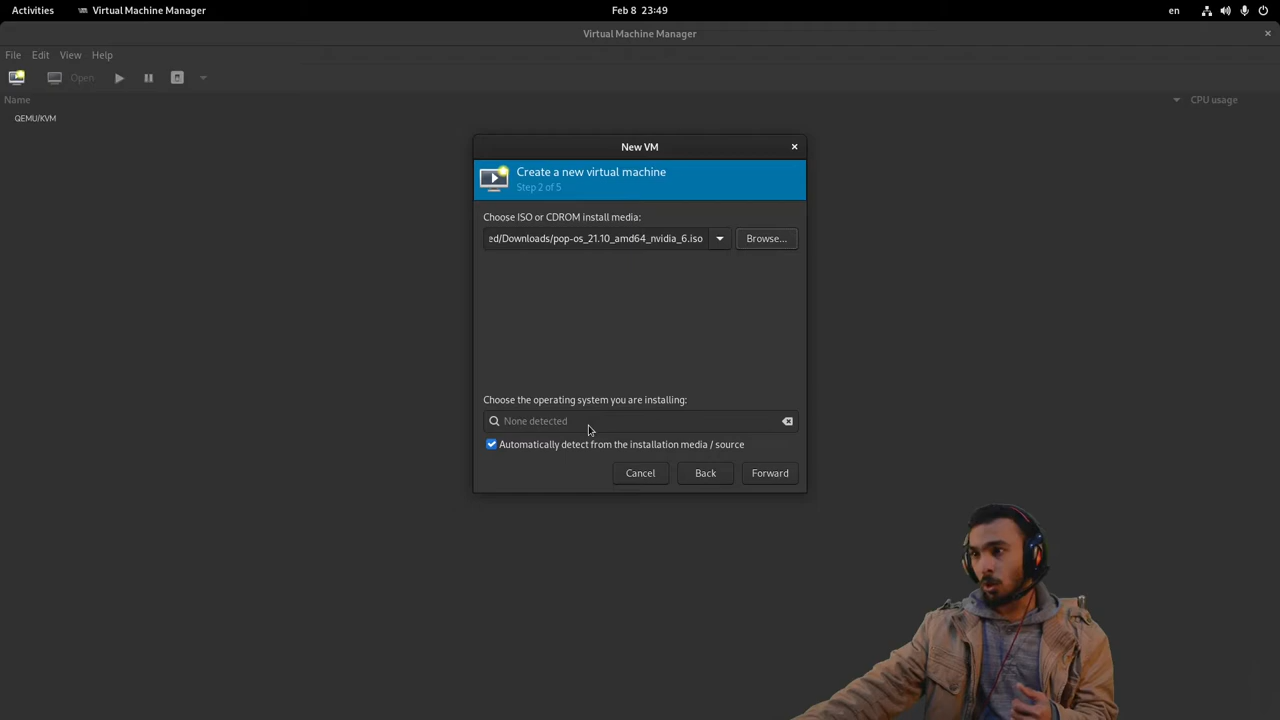 Activities Virtual Machine Manager Feb 8 23:49 en
Virtual Machine Manager
File Edit View Help
Open
Name CPU usage
QEMU/KVM
New VM
Create a new virtual machine
Step 2 of 5
Choose ISO or CDROM install media:
ed/Downloads/pop-os_21.10_amd64_nvidia_6.iso Browse...
Choose the operating system you are installing:
None detected
Automatically detect from the installation media / source
Cancel Back Forward